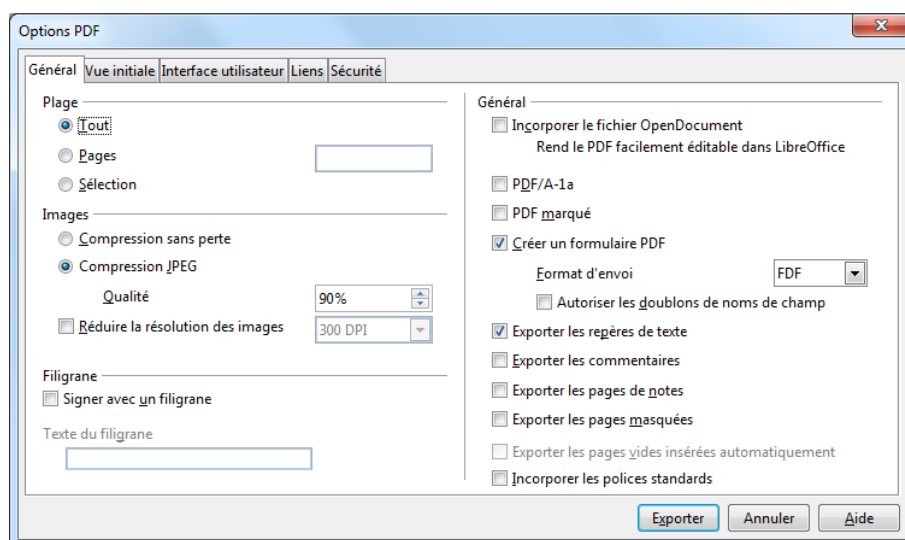 Options PDF
Général Vue initiale Interface utilisateur Liens Sécurité
Plage
Tout
Pages
Sélection
Images
Compression sans perte
Compression JPEG
Qualité 90%
Réduire la résolution des images 300 DPI
Filigrane
Signer avec un filigrane
Texte du filigrane
Général
Incorporer le fichier OpenDocument
Rend le PDF facilement éditable dans LibreOffice
PDF/A-1a
PDF marqué
Créer un formulaire PDF
Format d'envoi FDF
Autoriser les doublons de noms de champ
Exporter les repères de texte
Exporter les commentaires
Exporter les pages de notes
Exporter les pages masquées
Exporter les pages vides insérées automatiquement
Incorporer les polices standards
Exporter Annuler Aide